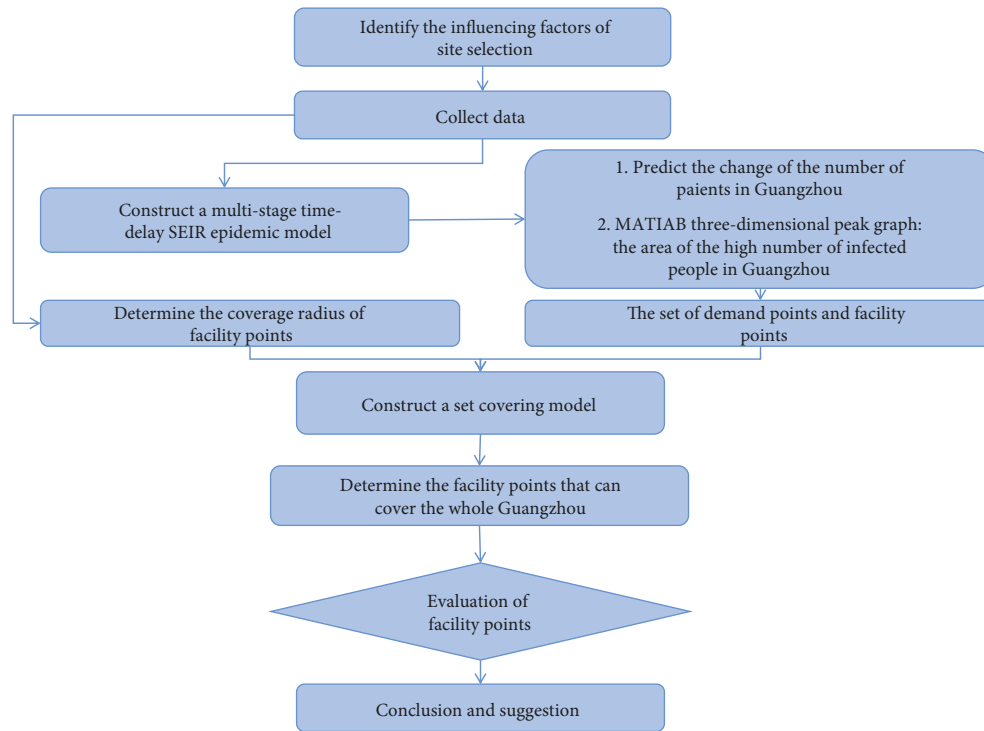 Identify the influencing factors of
site selection
Collect data
Construct a multi-stage time-
delay SEIR epidemic model
1. Predict the change of the number of
paients in Guangzhou
2. MATIAB three-dimensional peak graph:
the area of the high number of infected
people in Guangzhou
Determine the coverage radius of
facility points
The set of demand points and facility
points
Construct a set covering model
Determine the facility points that can
cover the whole Guangzhou
Evaluation of
facility points
Conclusion and suggestion